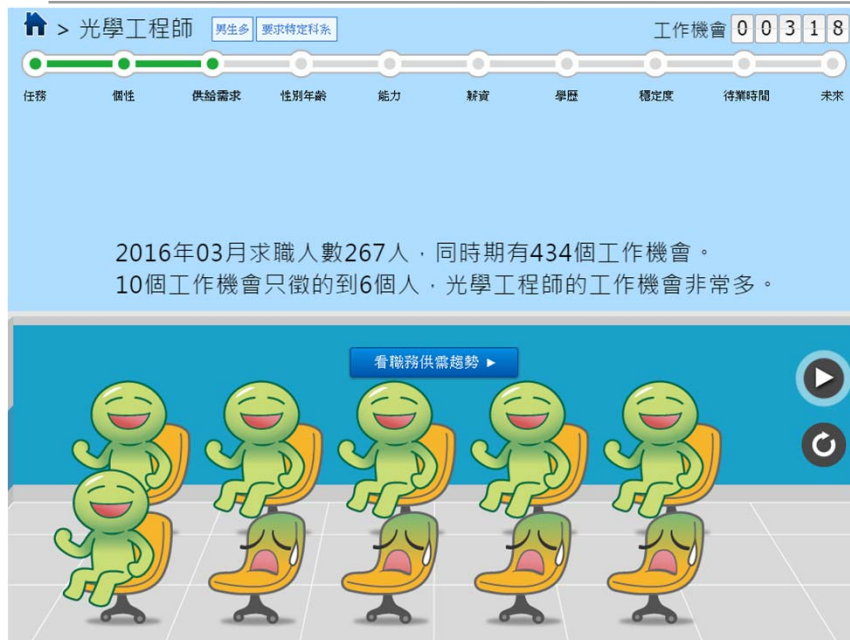 > 光學工程師 男生多 要求特定科系 工作機會 0 0 3 1 8
任務 個性 供給需求 性別年齡 能力 薪資 學歷 穩定度 待業時間 未來
2016年03月求職人數267人，同時期有434個工作機會。
10個工作機會只徵的到6個人，光學工程師的工作機會非常多。
看職務供需趨勢 ▶